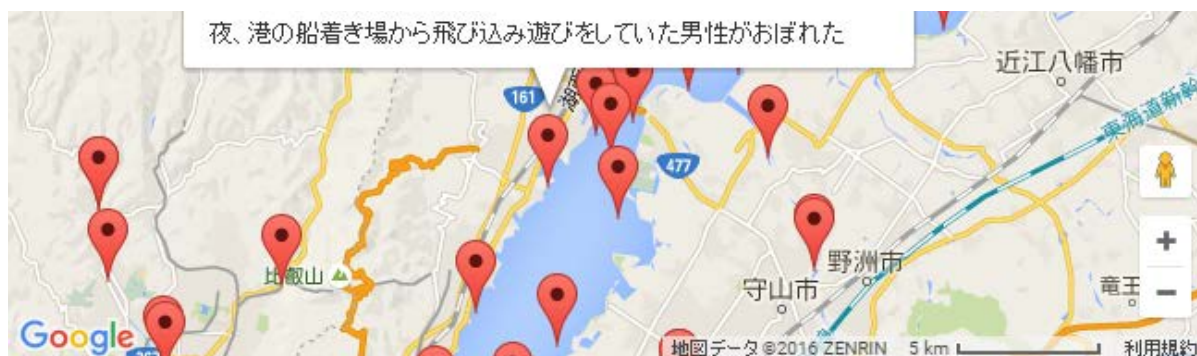 夜、港の船着き場から飛び込み遊びをしていた男性がおぼれた
近江八幡市
161
477
東海道新幹
比叡山
野洲市
守山市
竜王
Google
地図データ ©2016 ZENRIN
5 km
利用規約